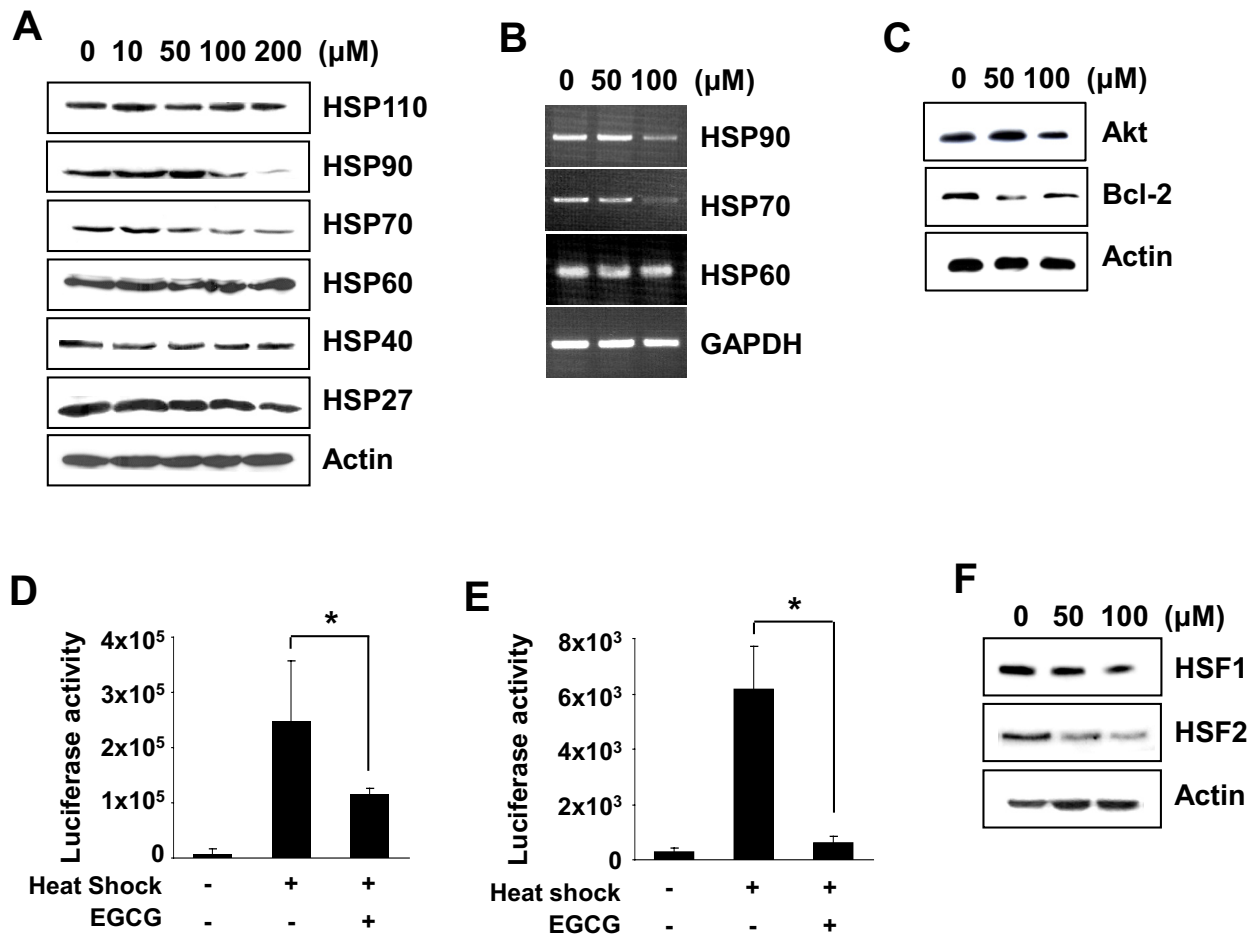 A
0 10 50 100 200 (µM)
HSP110
HSP90
HSP70
HSP60
HSP40
HSP27
Actin
B
0 50 100 (µM)
HSP90
HSP70
HSP60
GAPDH
C
0 50 100 (µM)
Akt
Bcl-2
Actin
D
*
Luciferase activity
4x10⁵
3x10⁵
2x10⁵
1x10⁵
0
Heat Shock - + +
EGCG - - +
E
*
Luciferase activity
8x10³
6x10³
4x10³
2x10³
0
Heat shock - + +
EGCG - - +
F
0 50 100 (µM)
HSF1
HSF2
Actin